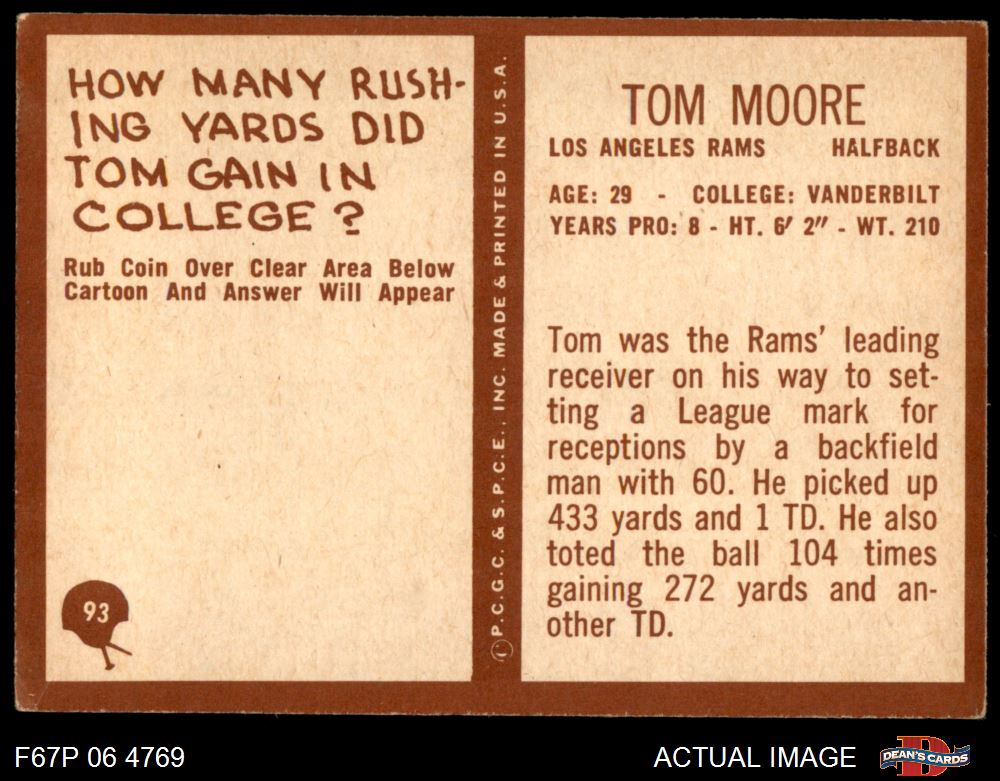 HOW MANY RUSH-
ING YARDS DID
TOM GAIN IN
COLLEGE?
Rub Coin Over Clear Area Below
Cartoon And Answer Will Appear
93
© P.C.G.C. & S.P.C.E., INC. MADE & PRINTED IN U.S.A.
TOM MOORE
LOS ANGELES RAMS HALFBACK
AGE: 29 - COLLEGE: VANDERBILT
YEARS PRO: 8 - HT. 6' 2" - WT. 210
Tom was the Rams' leading
receiver on his way to set-
ting a League mark for
receptions by a backfield
man with 60. He picked up
433 yards and 1 TD. He also
toted the ball 104 times
gaining 272 yards and an-
other TD.
F67P 06 4769
ACTUAL IMAGE
DEAN'S CARDS